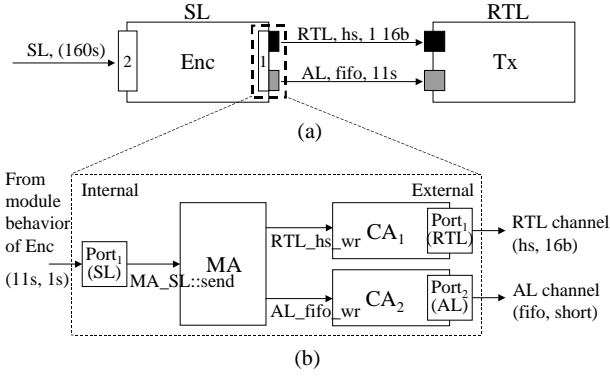 SL
RTL
SL, (160s)
2
Enc
1
RTL, hs, 1 16b
AL, fifo, 11s
Tx
(a)
From
module
behavior
of Enc
(11s, 1s)
Internal
External
Port1
(SL)
MA_SL::send
MA
RTL_hs_wr
AL_fifo_wr
CA1
Port1
(RTL)
CA2
Port2
(AL)
RTL channel
(hs, 16b)
AL channel
(fifo, short)
(b)